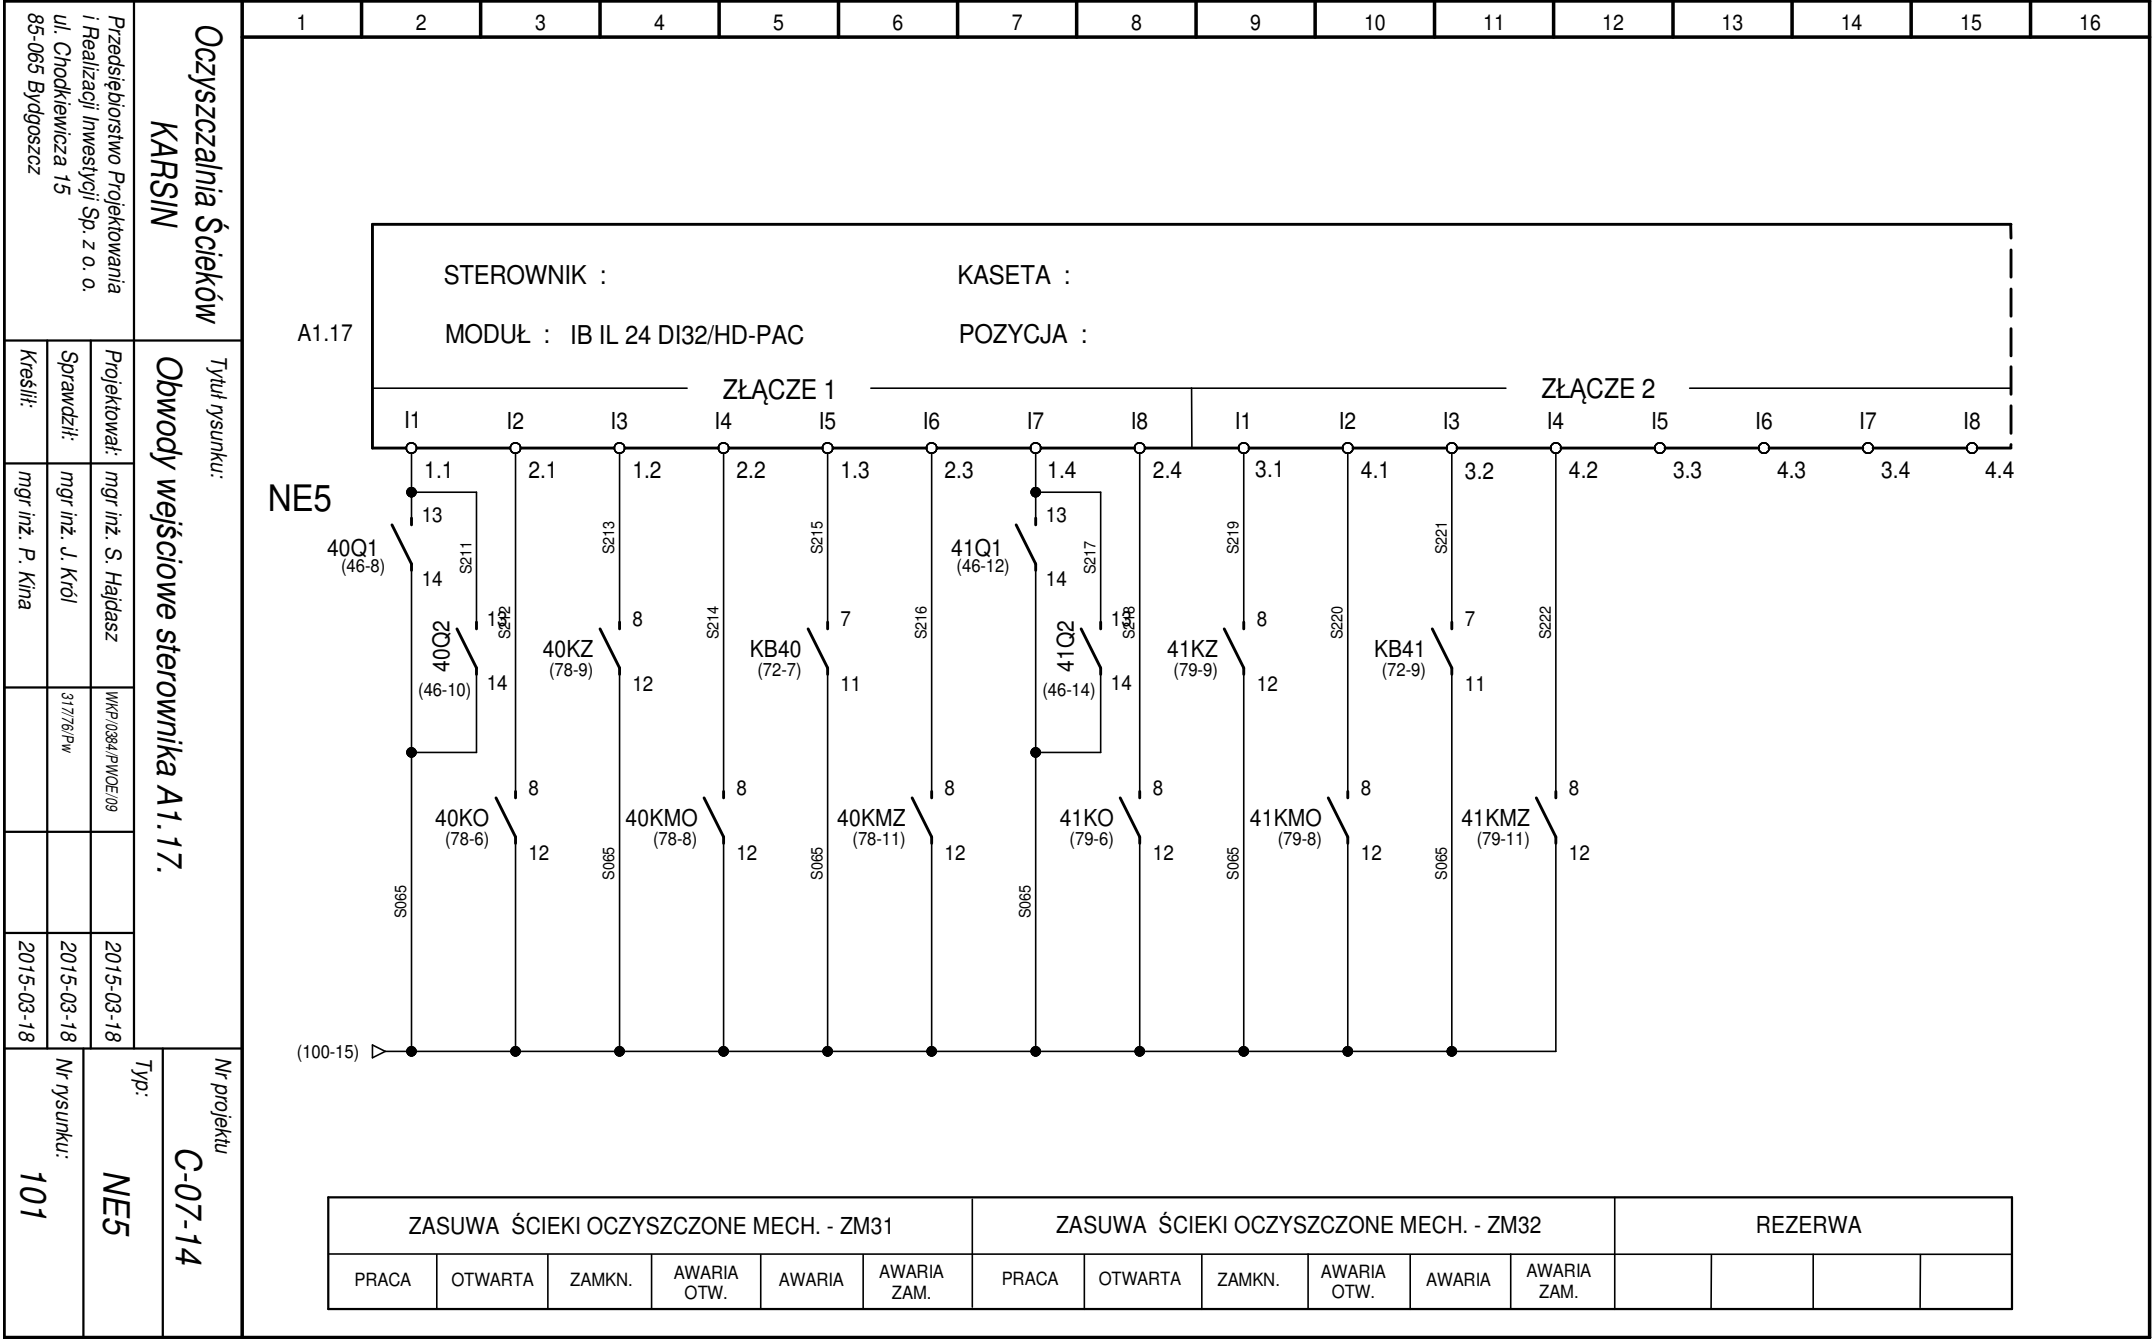 1 2 3 4 5 6 7 8 9 10 11 12 13 14 15 16
Oczyszczalnia Ścieków
KARSIN
Przedsiębiorstwo Projektowania
i Realizacji Inwestycji Sp. z o. o.
ul. Chodkiewicza 15
85-065 Bydgoszcz
Tytuł rysunku:
Obwody wejściowe sterownika A1.17.
Projektował: mgr inż. S. Hajdasz WKP/0384/PWOE/09 2015-03-18
Sprawdził: mgr inż. J. Król 317/76/Pw 2015-03-18
Kreślił: mgr inż. P. Kina 2015-03-18
Nr projektu
C-07-14
Typ:
NE5
Nr rysunku:
101
STEROWNIK : KASETA :
A1.17
MODUŁ : IB IL 24 DI32/HD-PAC POZYCJA :
ZŁĄCZE 1 ZŁĄCZE 2
I1 I2 I3 I4 I5 I6 I7 I8 I1 I2 I3 I4 I5 I6 I7 I8
1.1 2.1 1.2 2.2 1.3 2.3 1.4 2.4 3.1 4.1 3.2 4.2 3.3 4.3 3.4 4.4
NE5
13 13
40Q1 41Q1
(46-8) (46-12)
14 14
S211 S213 S215 S217 S219 S221
S212 S214 S216 S218 S220 S222
13 8 7 13 8 7
40Q2 40KZ KB40 41Q2 41KZ KB41
(46-10) (78-9) (72-7) (46-14) (79-9) (72-9)
14 12 11 14 12 11
8 8 8 8 8 8
40KO 40KMO 40KMZ 41KO 41KMO 41KMZ
(78-6) (78-8) (78-11) (79-6) (79-8) (79-11)
12 12 12 12 12 12
S065 S065 S065 S065 S065 S065
(100-15)
ZASUWA ŚCIEKI OCZYSZCZONE MECH. - ZM31 ZASUWA ŚCIEKI OCZYSZCZONE MECH. - ZM32 REZERWA
PRACA OTWARTA ZAMKN. AWARIA OTW. AWARIA AWARIA ZAM. PRACA OTWARTA ZAMKN. AWARIA OTW. AWARIA AWARIA ZAM.